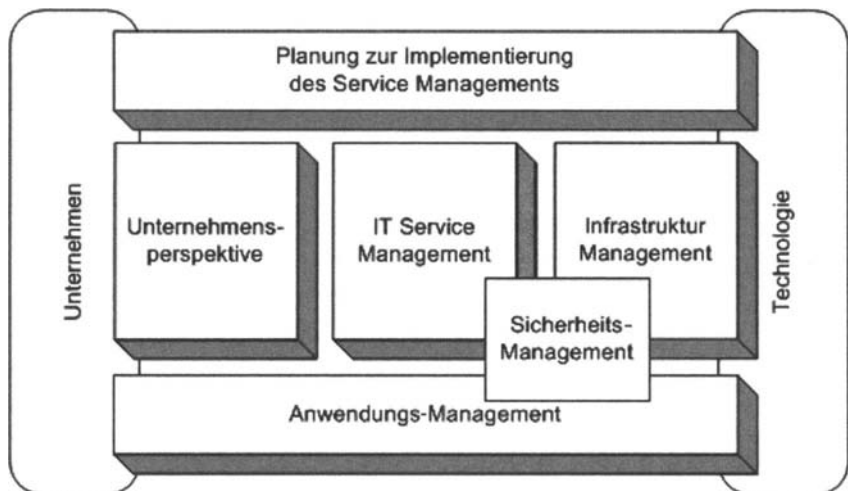 Planung zur Implementierung
des Service Managements
Unternehmen
Unternehmens-
perspektive
IT Service
Management
Infrastruktur
Management
Technologie
Sicherheits-
Management
Anwendungs-Management